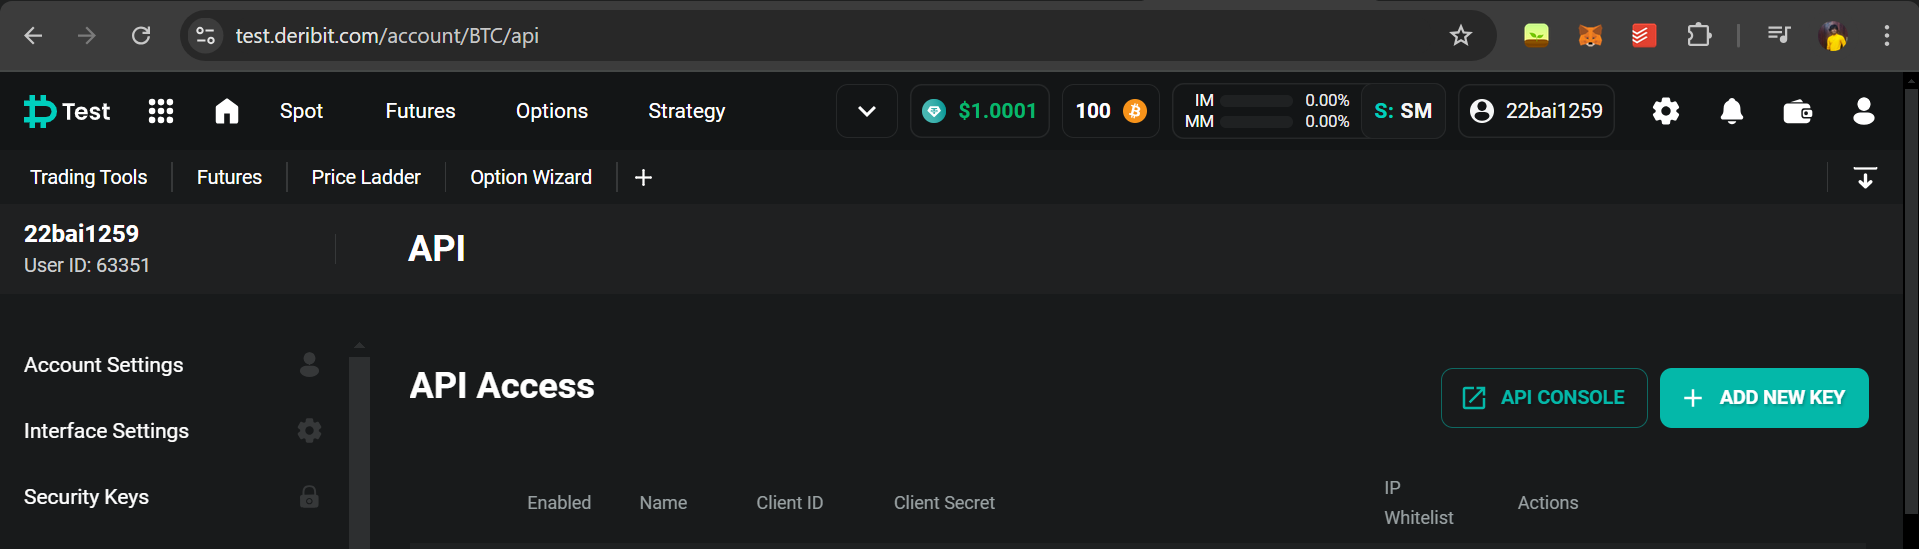 test.deribit.com/account/BTC/api
Test Spot Futures Options Strategy $1.0001 100 IM 0.00% MM 0.00% S: SM 22bai1259
Trading Tools Futures Price Ladder Option Wizard +
22bai1259
User ID: 63351
API
Account Settings
Interface Settings
Security Keys
API Access
API CONSOLE
+ ADD NEW KEY
Enabled Name Client ID Client Secret IP Whitelist Actions